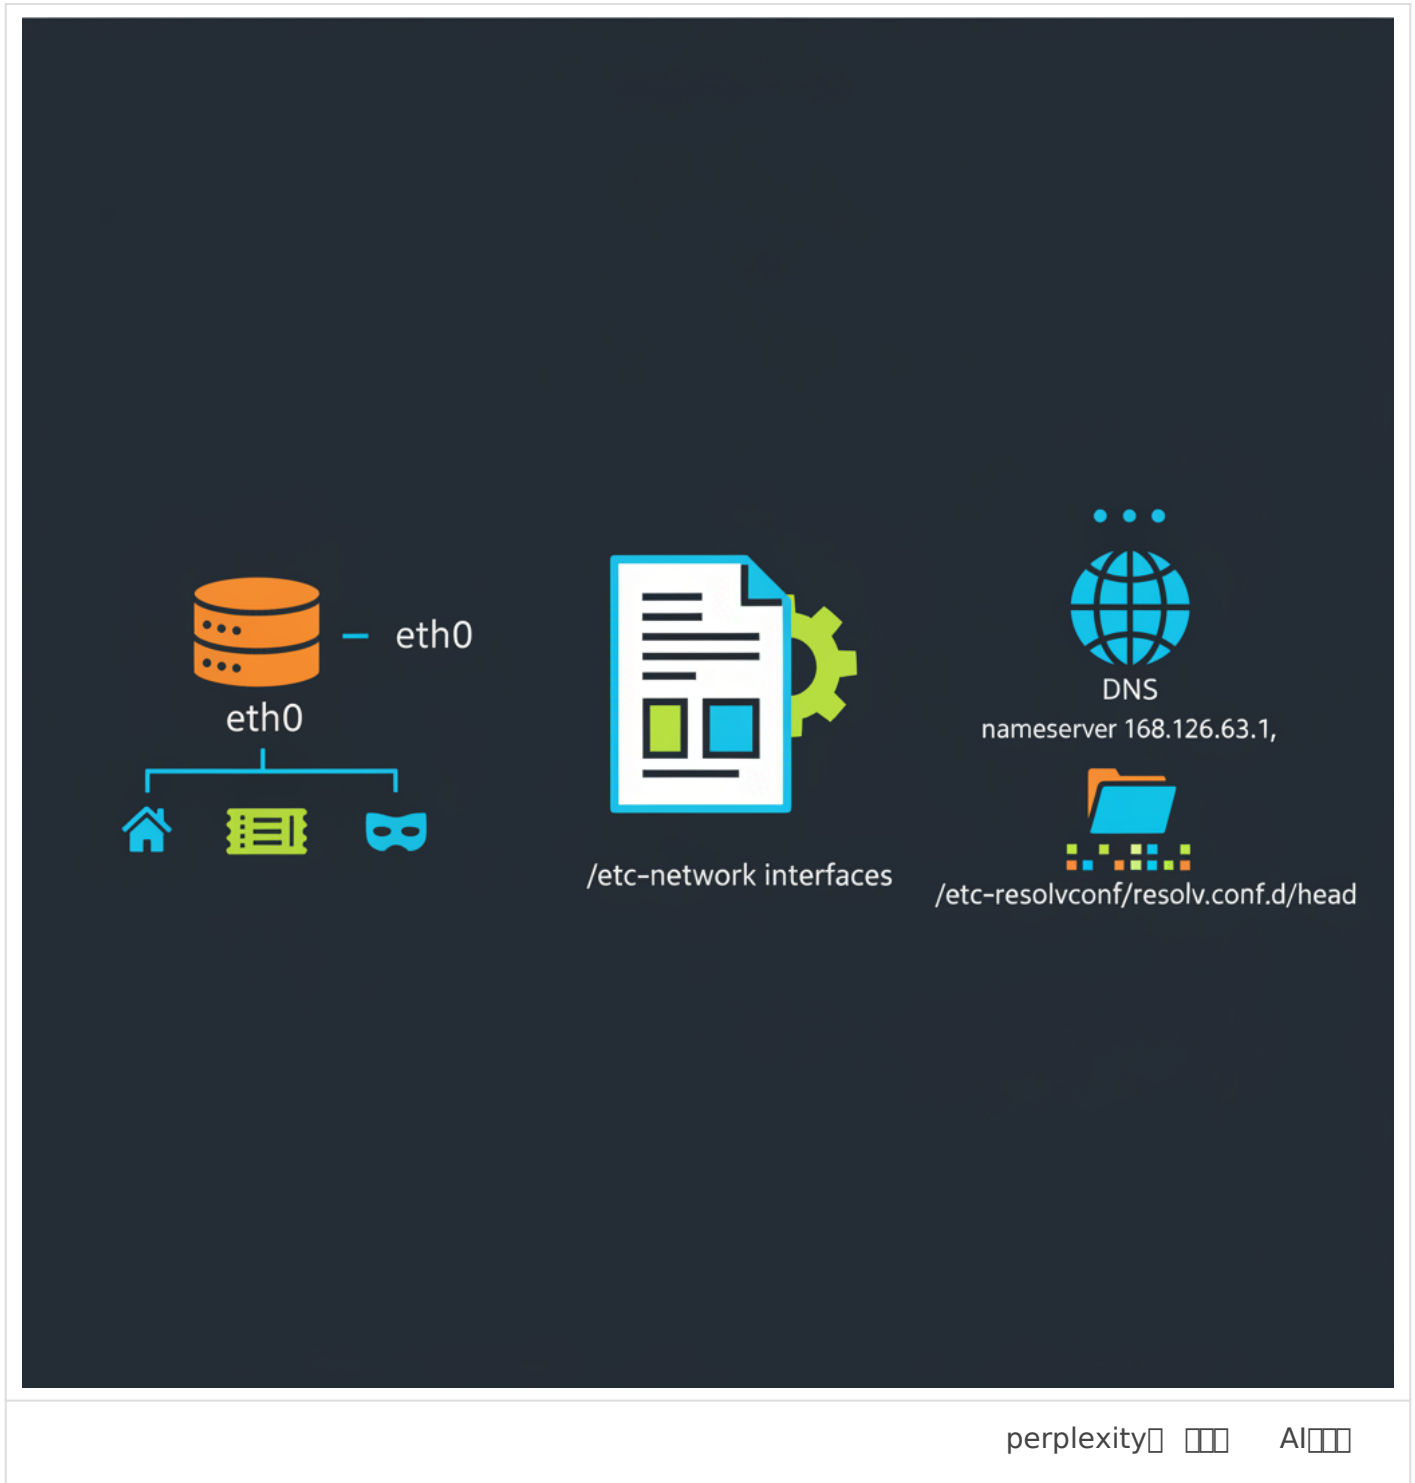 eth0
eth0
/etc-network interfaces
DNS
nameserver 168.126.63.1,
/etc-resolvconf/resolv.conf.d/head
perplexity AI